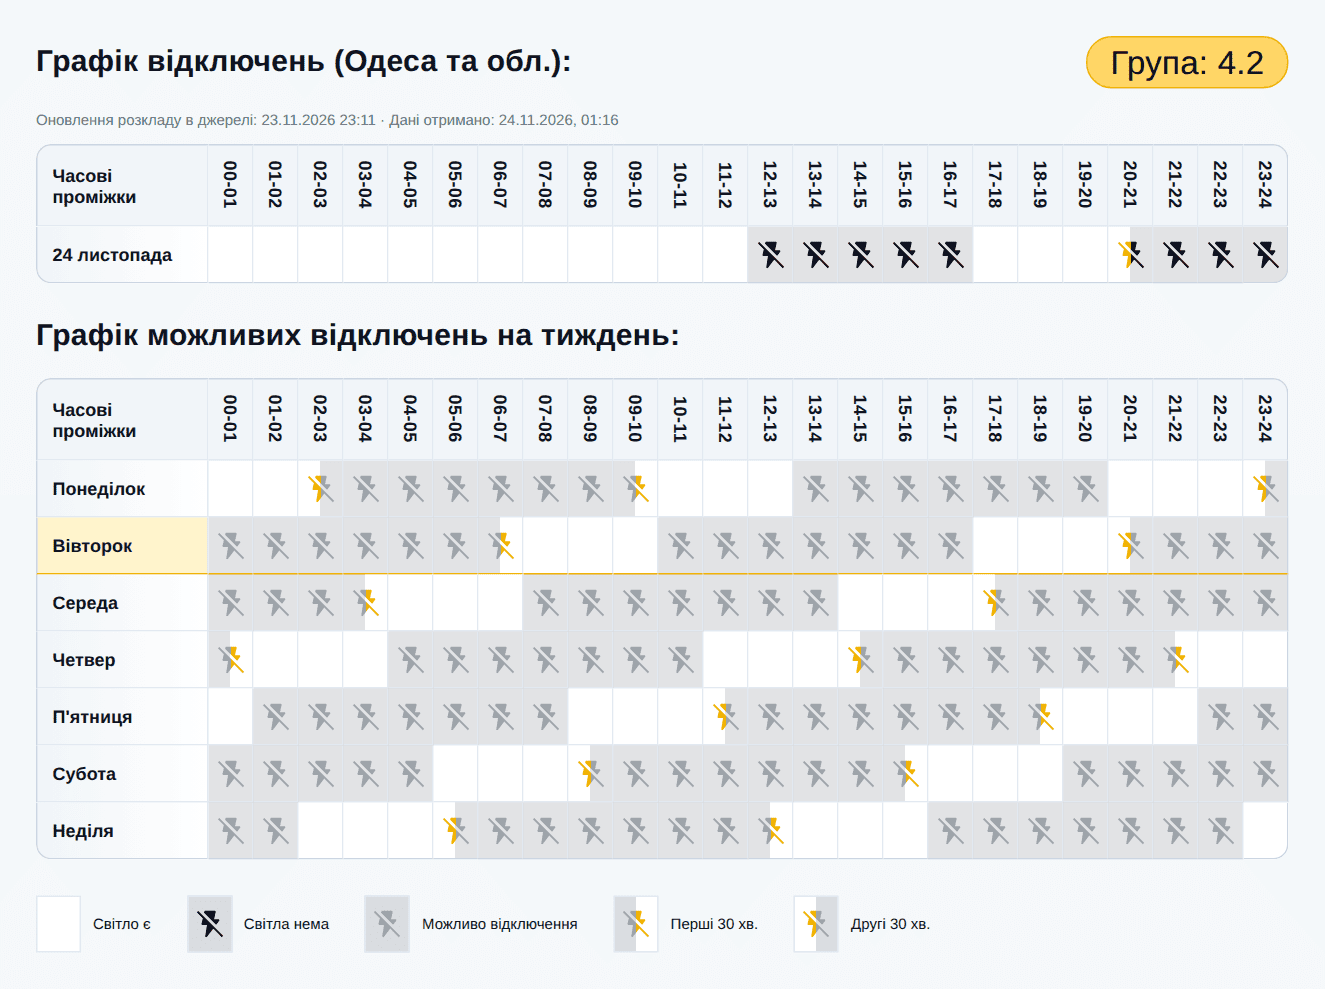 Графік відключень (Одеса та обл.):
Група: 4.2
Оновлення розкладу в джерелі: 23.11.2026 23:11 · Дані отримано: 24.11.2026, 01:16
Часові проміжки 00-01 01-02 02-03 03-04 04-05 05-06 06-07 07-08 08-09 09-10 10-11 11-12 12-13 13-14 14-15 15-16 16-17 17-18 18-19 19-20 20-21 21-22 22-23 23-24
24 листопада
Графік можливих відключень на тиждень:
Часові проміжки 00-01 01-02 02-03 03-04 04-05 05-06 06-07 07-08 08-09 09-10 10-11 11-12 12-13 13-14 14-15 15-16 16-17 17-18 18-19 19-20 20-21 21-22 22-23 23-24
Понеділок
Вівторок
Середа
Четвер
П'ятниця
Субота
Неділя
Світло є Світла нема Можливо відключення Перші 30 хв. Другі 30 хв.